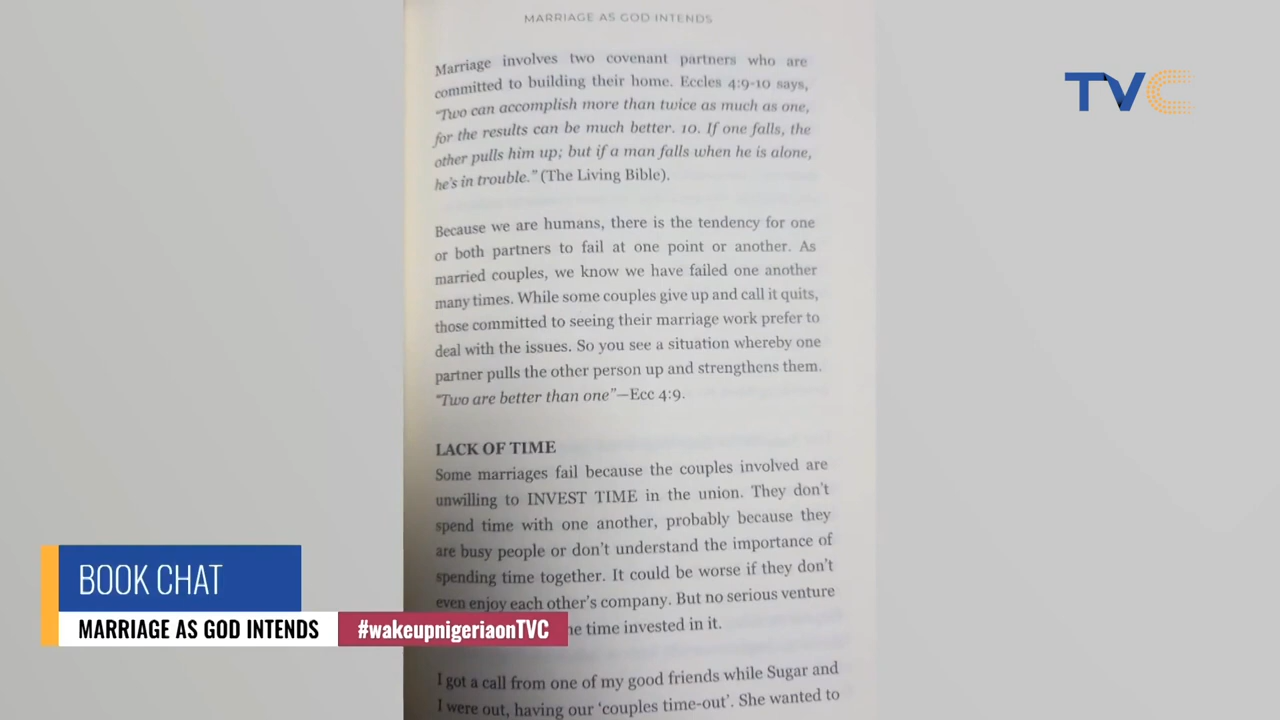 MARRIAGE AS GOD INTENDS
Marriage involves two covenant partners who are
committed to building their home. Eccles 4:9-10 says,
“Two can accomplish more than twice as much as one,
for the results can be much better. 10. If one falls, the
other pulls him up; but if a man falls when he is alone,
he's in trouble.” (The Living Bible).
Because we are humans, there is the tendency for one
or both partners to fail at one point or another. As
married couples, we know we have failed one another
many times. While some couples give up and call it quits,
those committed to seeing their marriage work prefer to
deal with the issues. So you see a situation whereby one
partner pulls the other person up and strengthens them.
“Two are better than one”—Ecc 4:9.
LACK OF TIME
Some marriages fail because the couples involved are
unwilling to INVEST TIME in the union. They don't
spend time with one another, probably because they
are busy people or don't understand the importance of
spending time together. It could be worse if they don't
even enjoy each other's company. But no serious venture
time invested in it.
I got a call from one of my good friends while Sugar and
I were out, having our ‘couples time-out’. She wanted to
TVC
BOOK CHAT
MARRIAGE AS GOD INTENDS
#wakeupnigeriaonTVC